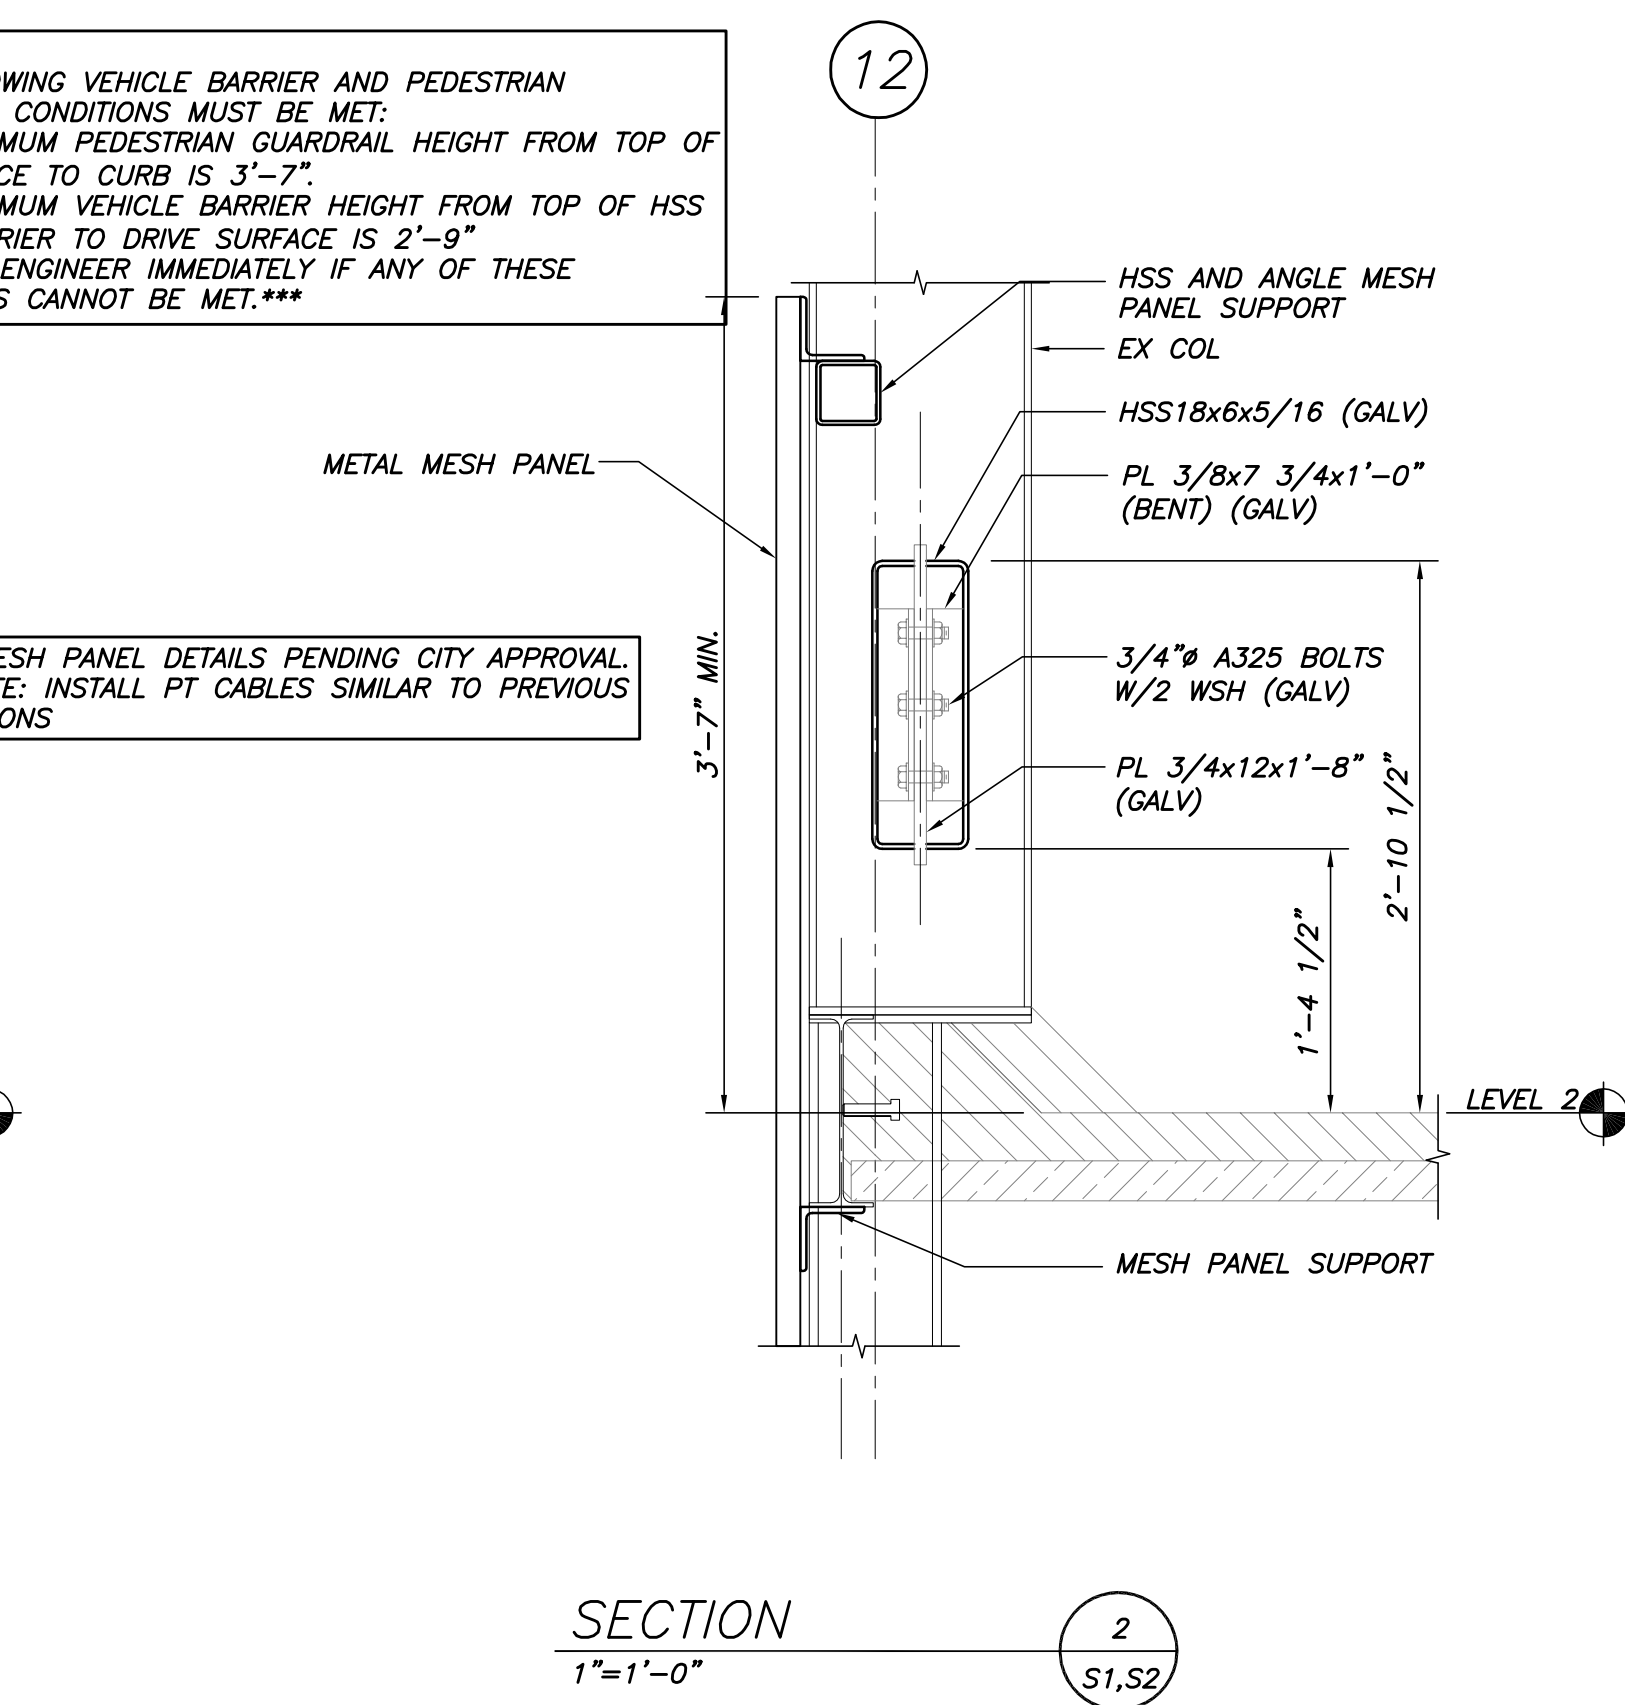 12
WING VEHICLE BARRIER AND PEDESTRIAN
CONDITIONS MUST BE MET:
MUM PEDESTRIAN GUARDRAIL HEIGHT FROM TOP OF
CE TO CURB IS 3'-7".
MUM VEHICLE BARRIER HEIGHT FROM TOP OF HSS
RIER TO DRIVE SURFACE IS 2'-9"
ENGINEER IMMEDIATELY IF ANY OF THESE
S CANNOT BE MET.***
HSS AND ANGLE MESH
PANEL SUPPORT
EX COL
HSS18x6x5/16 (GALV)
METAL MESH PANEL
PL 3/8x7 3/4x1'-0"
(BENT) (GALV)
ESH PANEL DETAILS PENDING CITY APPROVAL.
TE: INSTALL PT CABLES SIMILAR TO PREVIOUS
ONS
3'-7" MIN.
3/4"ø A325 BOLTS
W/2 WSH (GALV)
PL 3/4x12x1'-8"
(GALV)
2'-10 1/2"
1'-4 1/2"
LEVEL 2
MESH PANEL SUPPORT
SECTION
1"=1'-0"
2
S1,S2